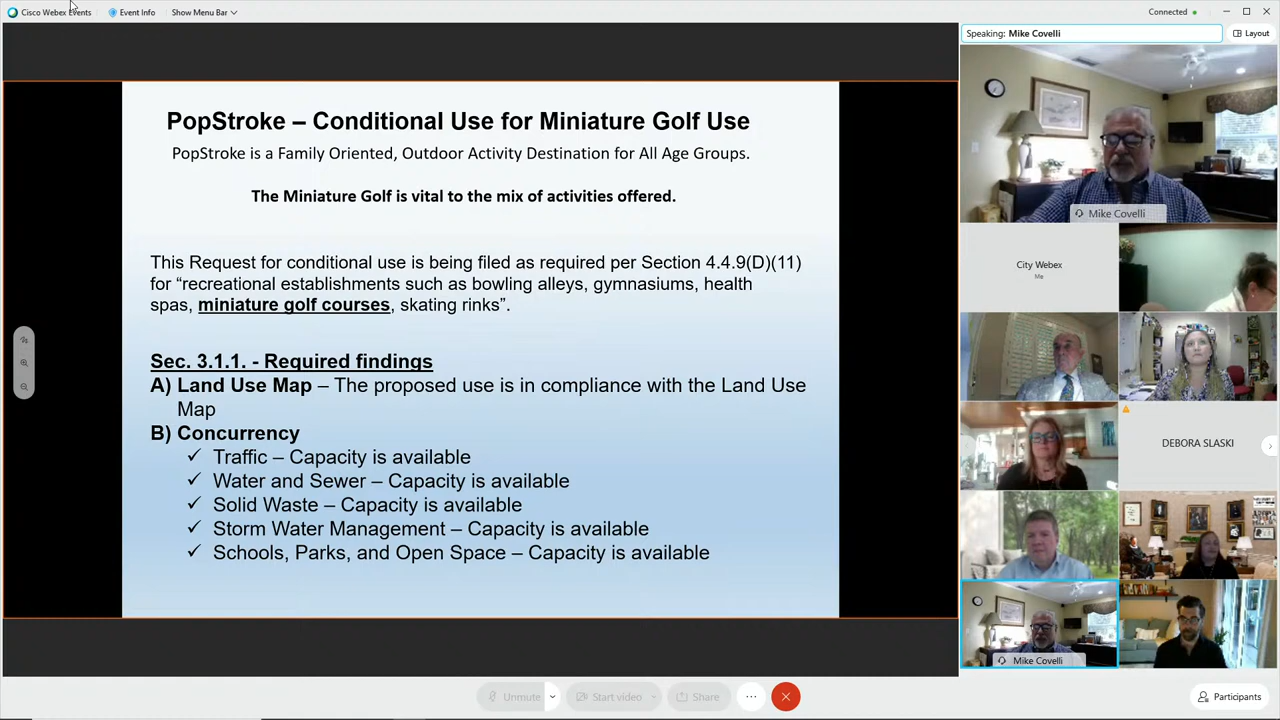 Cisco Webex Events
Event Info
Show Menu Bar
Connected
Speaking: Mike Covelli
Layout
PopStroke – Conditional Use for Miniature Golf Use
PopStroke is a Family Oriented, Outdoor Activity Destination for All Age Groups.
The Miniature Golf is vital to the mix of activities offered.
This Request for conditional use is being filed as required per Section 4.4.9(D)(11)
for “recreational establishments such as bowling alleys, gymnasiums, health
spas, miniature golf courses, skating rinks”.
Sec. 3.1.1. - Required findings
A) Land Use Map – The proposed use is in compliance with the Land Use
Map
B) Concurrency
✓ Traffic – Capacity is available
✓ Water and Sewer – Capacity is available
✓ Solid Waste – Capacity is available
✓ Storm Water Management – Capacity is available
✓ Schools, Parks, and Open Space – Capacity is available
Mike Covelli
City Webex
Me
DEBORA SLASKI
Mike Covelli
Unmute
Start video
Share
Participants